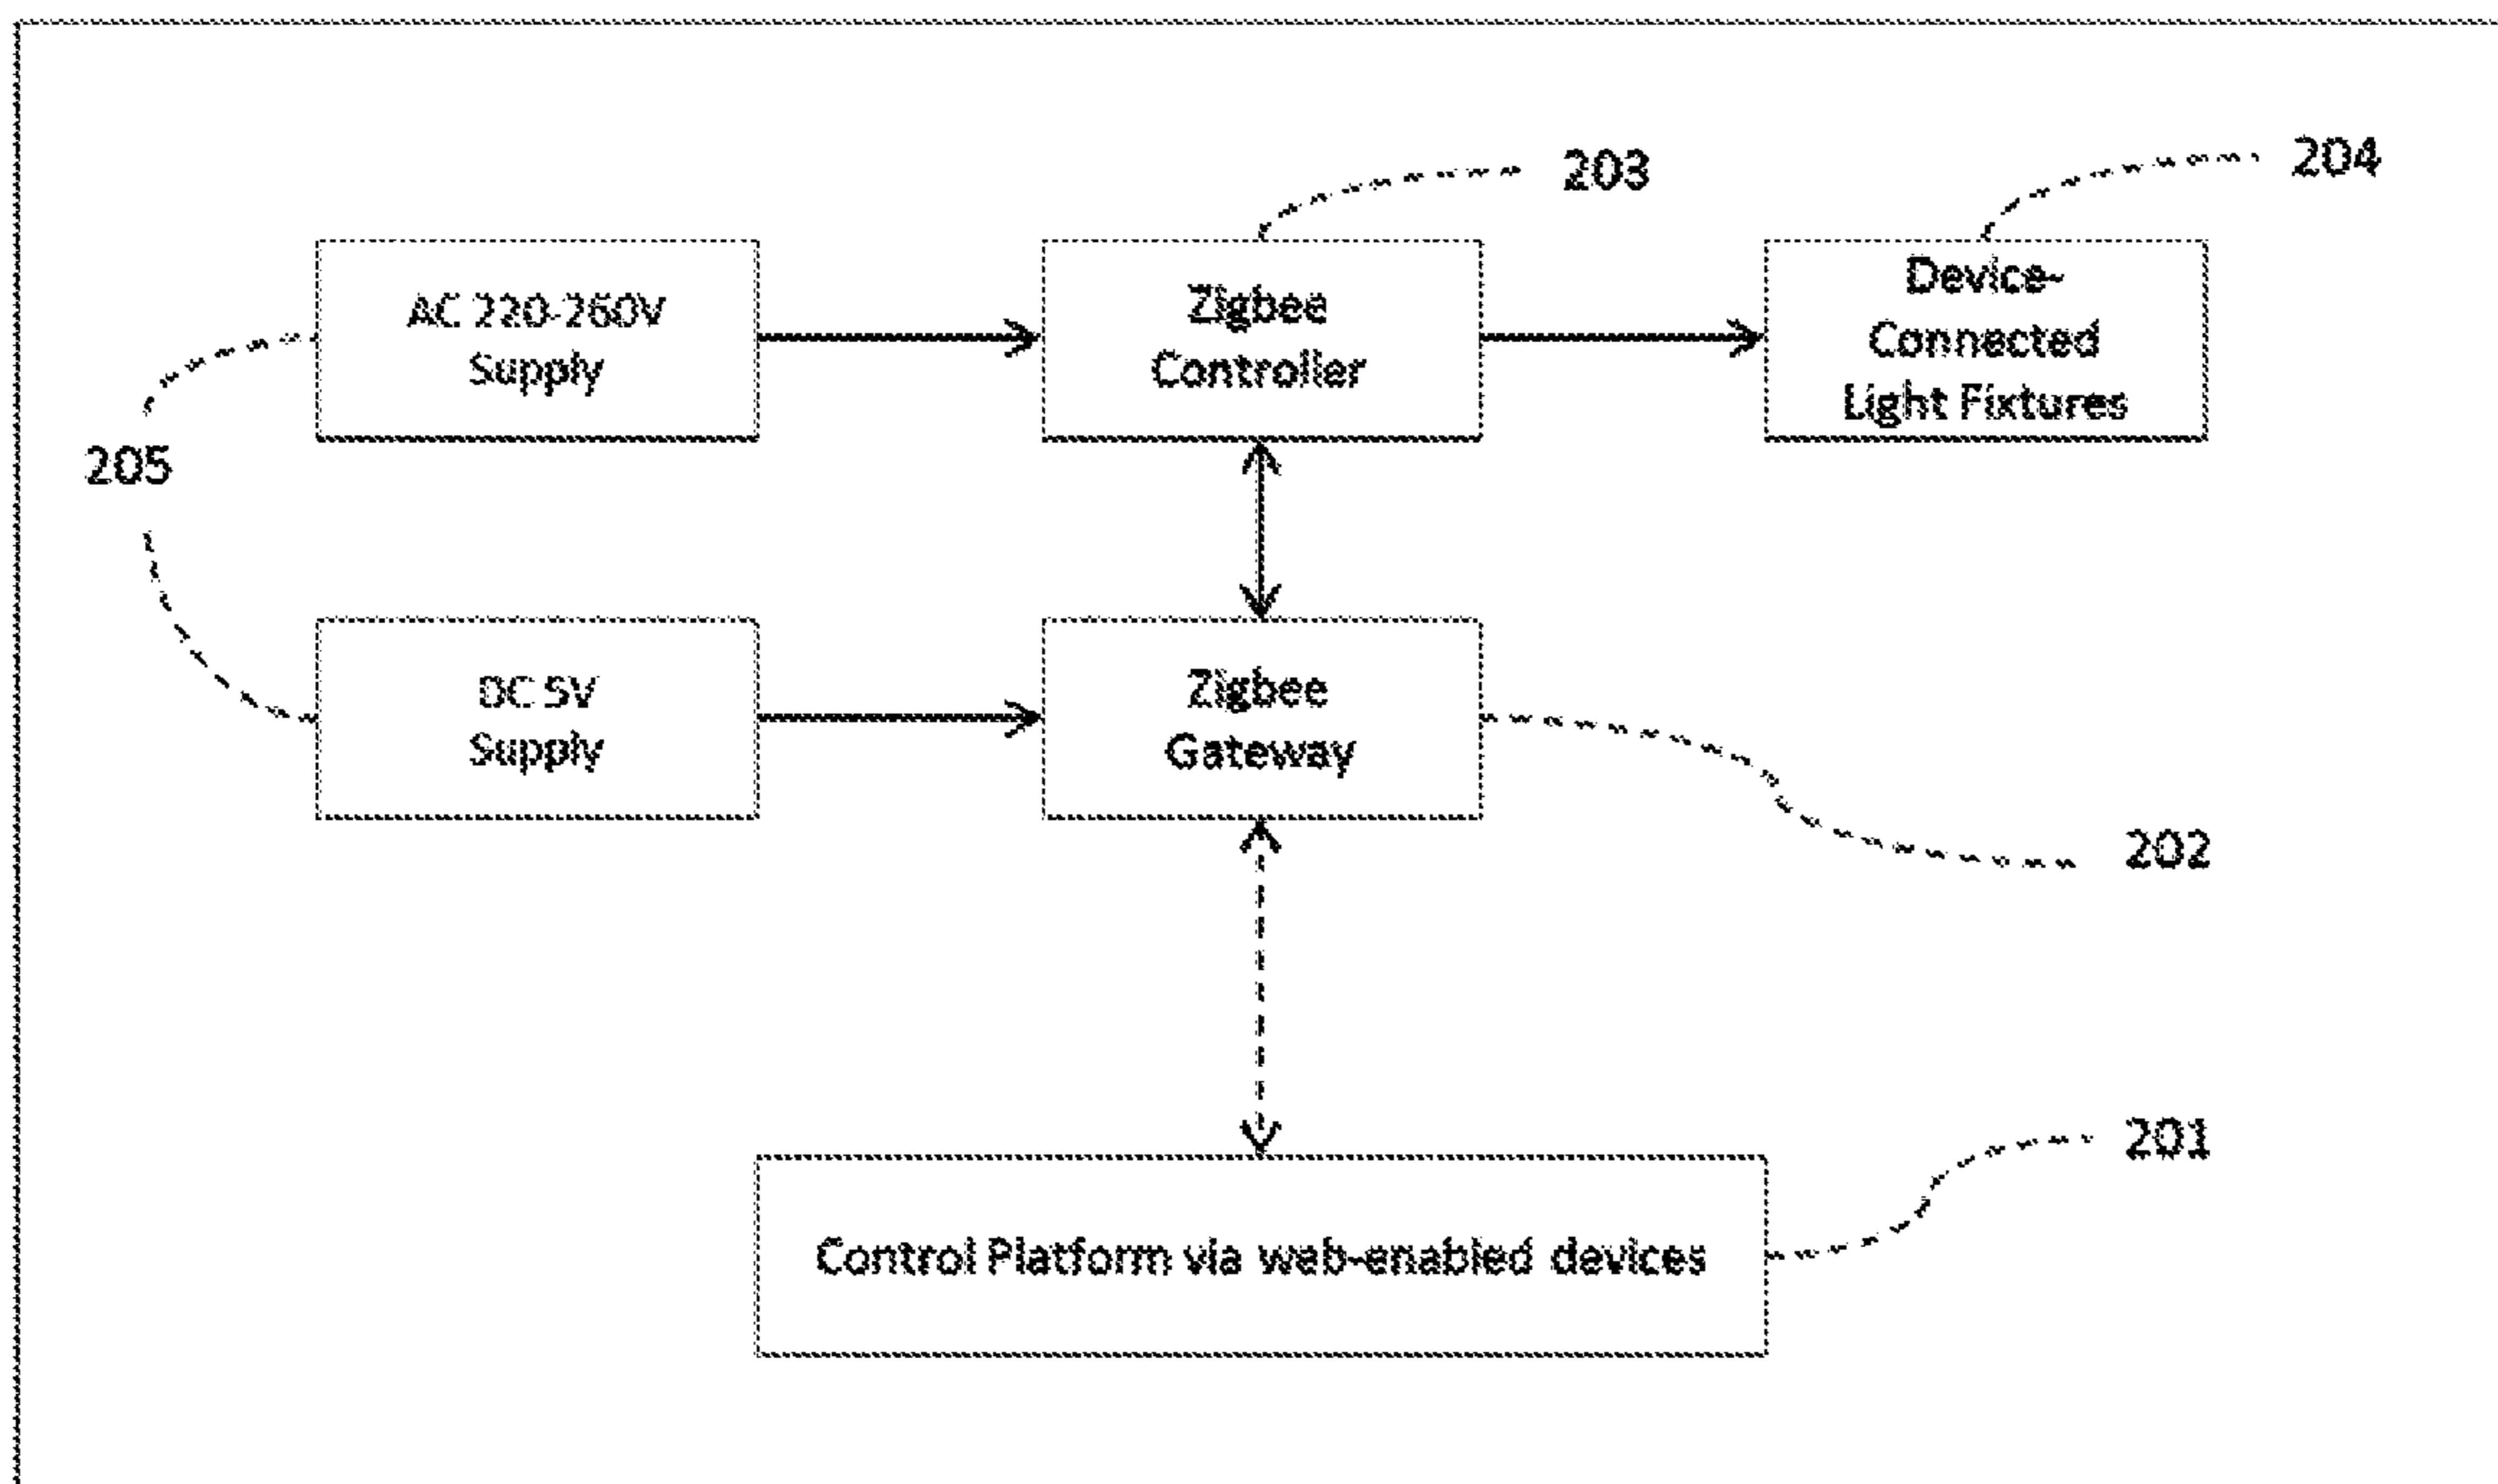 203
204
AC 220-260V
Supply
Zigbee
Controller
Device-
Connected
Light Fixtures
205
DC 5V
Supply
Zigbee
Gateway
202
201
Control Platform via web-enabled devices